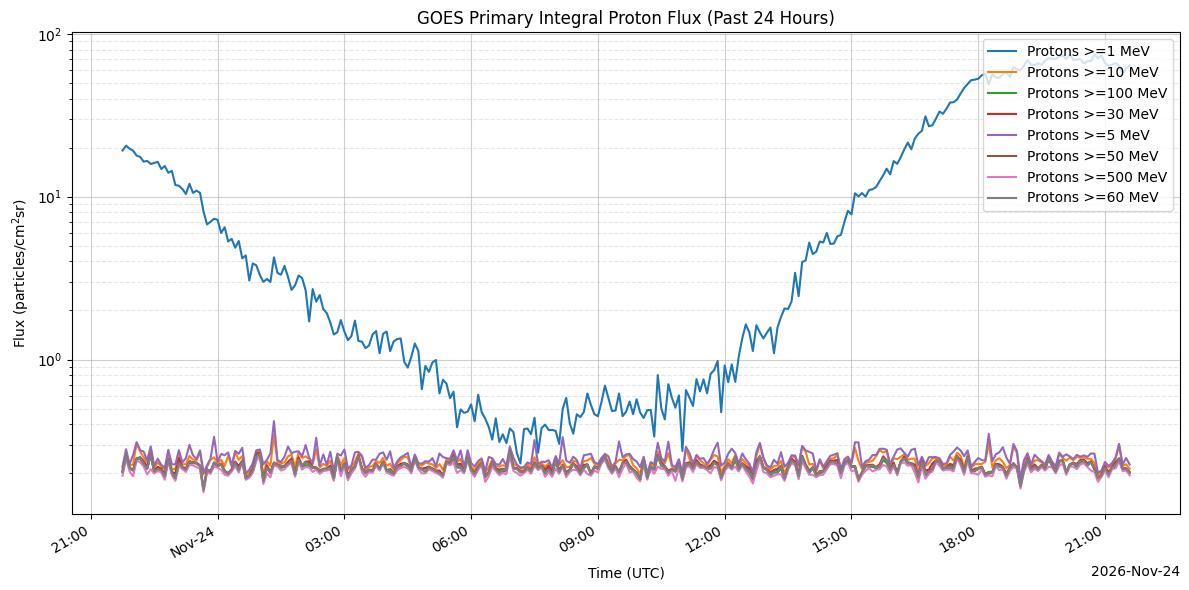 GOES Primary Integral Proton Flux (Past 24 Hours)
Flux (particles/cm²sr)
10²
10¹
10⁰
Protons >=1 MeV
Protons >=10 MeV
Protons >=100 MeV
Protons >=30 MeV
Protons >=5 MeV
Protons >=50 MeV
Protons >=500 MeV
Protons >=60 MeV
21:00
Nov-24
03:00
06:00
09:00
12:00
15:00
18:00
21:00
2026-Nov-24
Time (UTC)